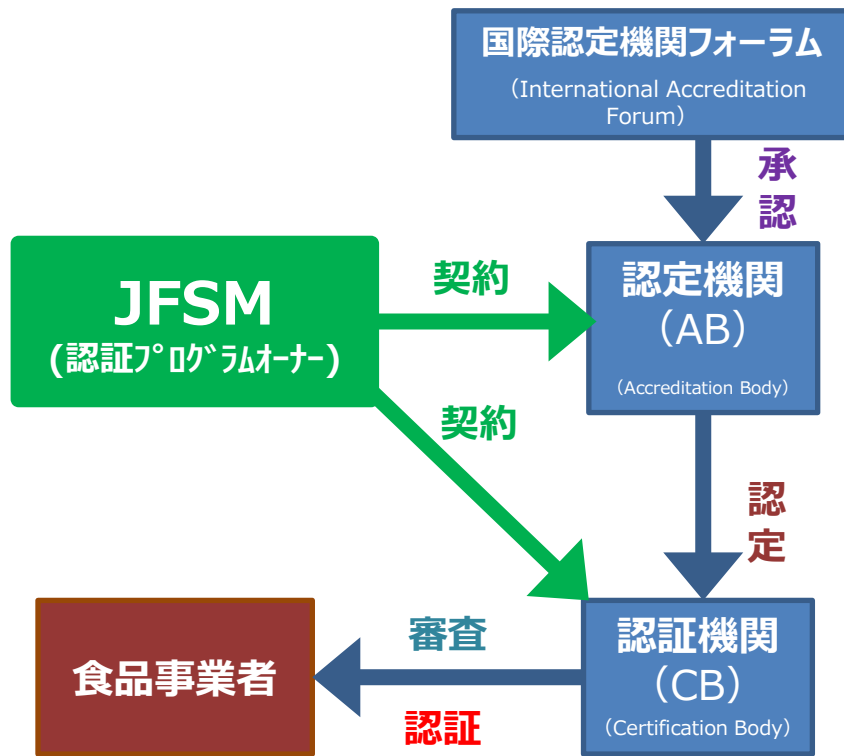 国際認定機関フォーラム
（International Accreditation
Forum）
承
認
JFSM
(認証ﾌﾟﾛｸﾞﾗﾑｵｰﾅｰ)
契約
認定機関
（AB）
（Accreditation Body）
契約
認
定
食品事業者
審査
認証
認証機関
（CB）
（Certification Body）